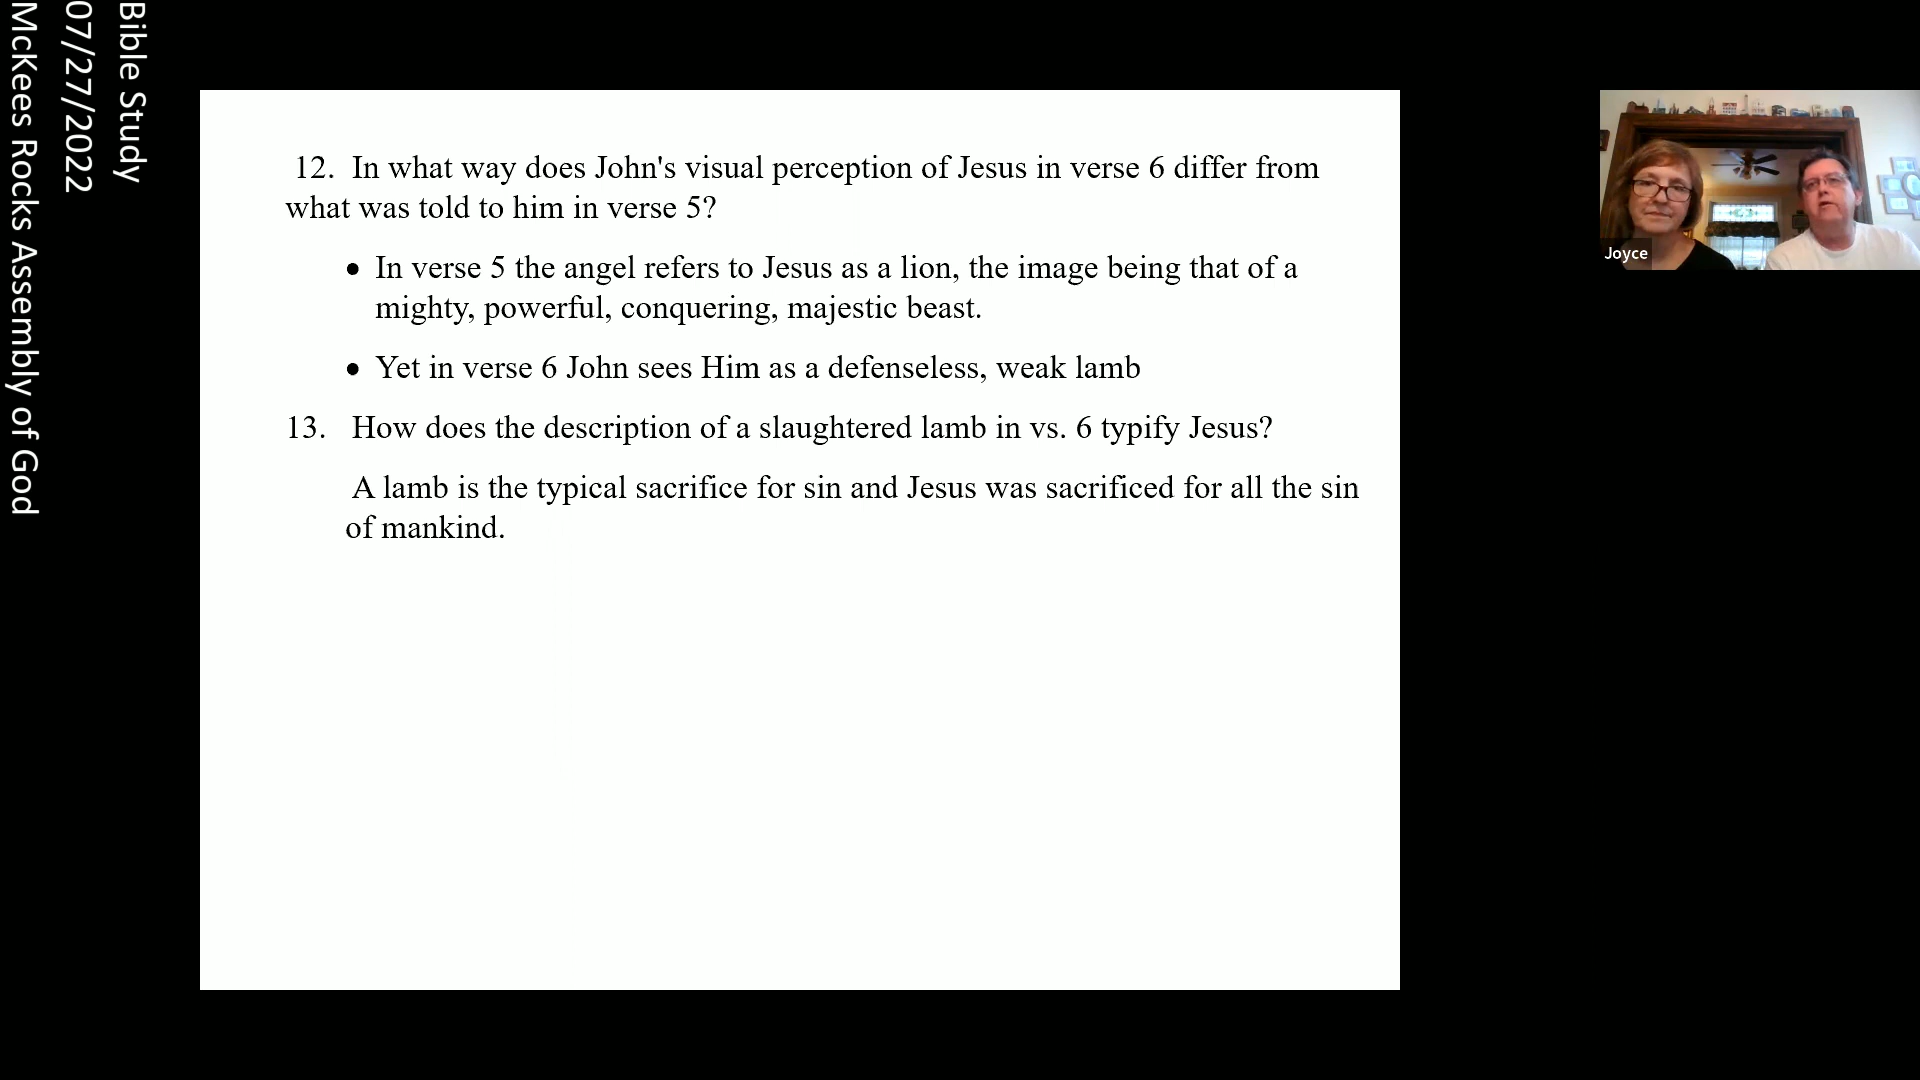 Bible Study
07/27/2022
McKees Rocks Assembly of God
12. In what way does John's visual perception of Jesus in verse 6 differ from
what was told to him in verse 5?
• In verse 5 the angel refers to Jesus as a lion, the image being that of a
mighty, powerful, conquering, majestic beast.
• Yet in verse 6 John sees Him as a defenseless, weak lamb
13. How does the description of a slaughtered lamb in vs. 6 typify Jesus?
A lamb is the typical sacrifice for sin and Jesus was sacrificed for all the sin
of mankind.
Joyce